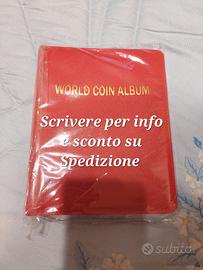 WORLD COIN ALBUM
Scrivere per info
e sconto su
Spedizione
subito